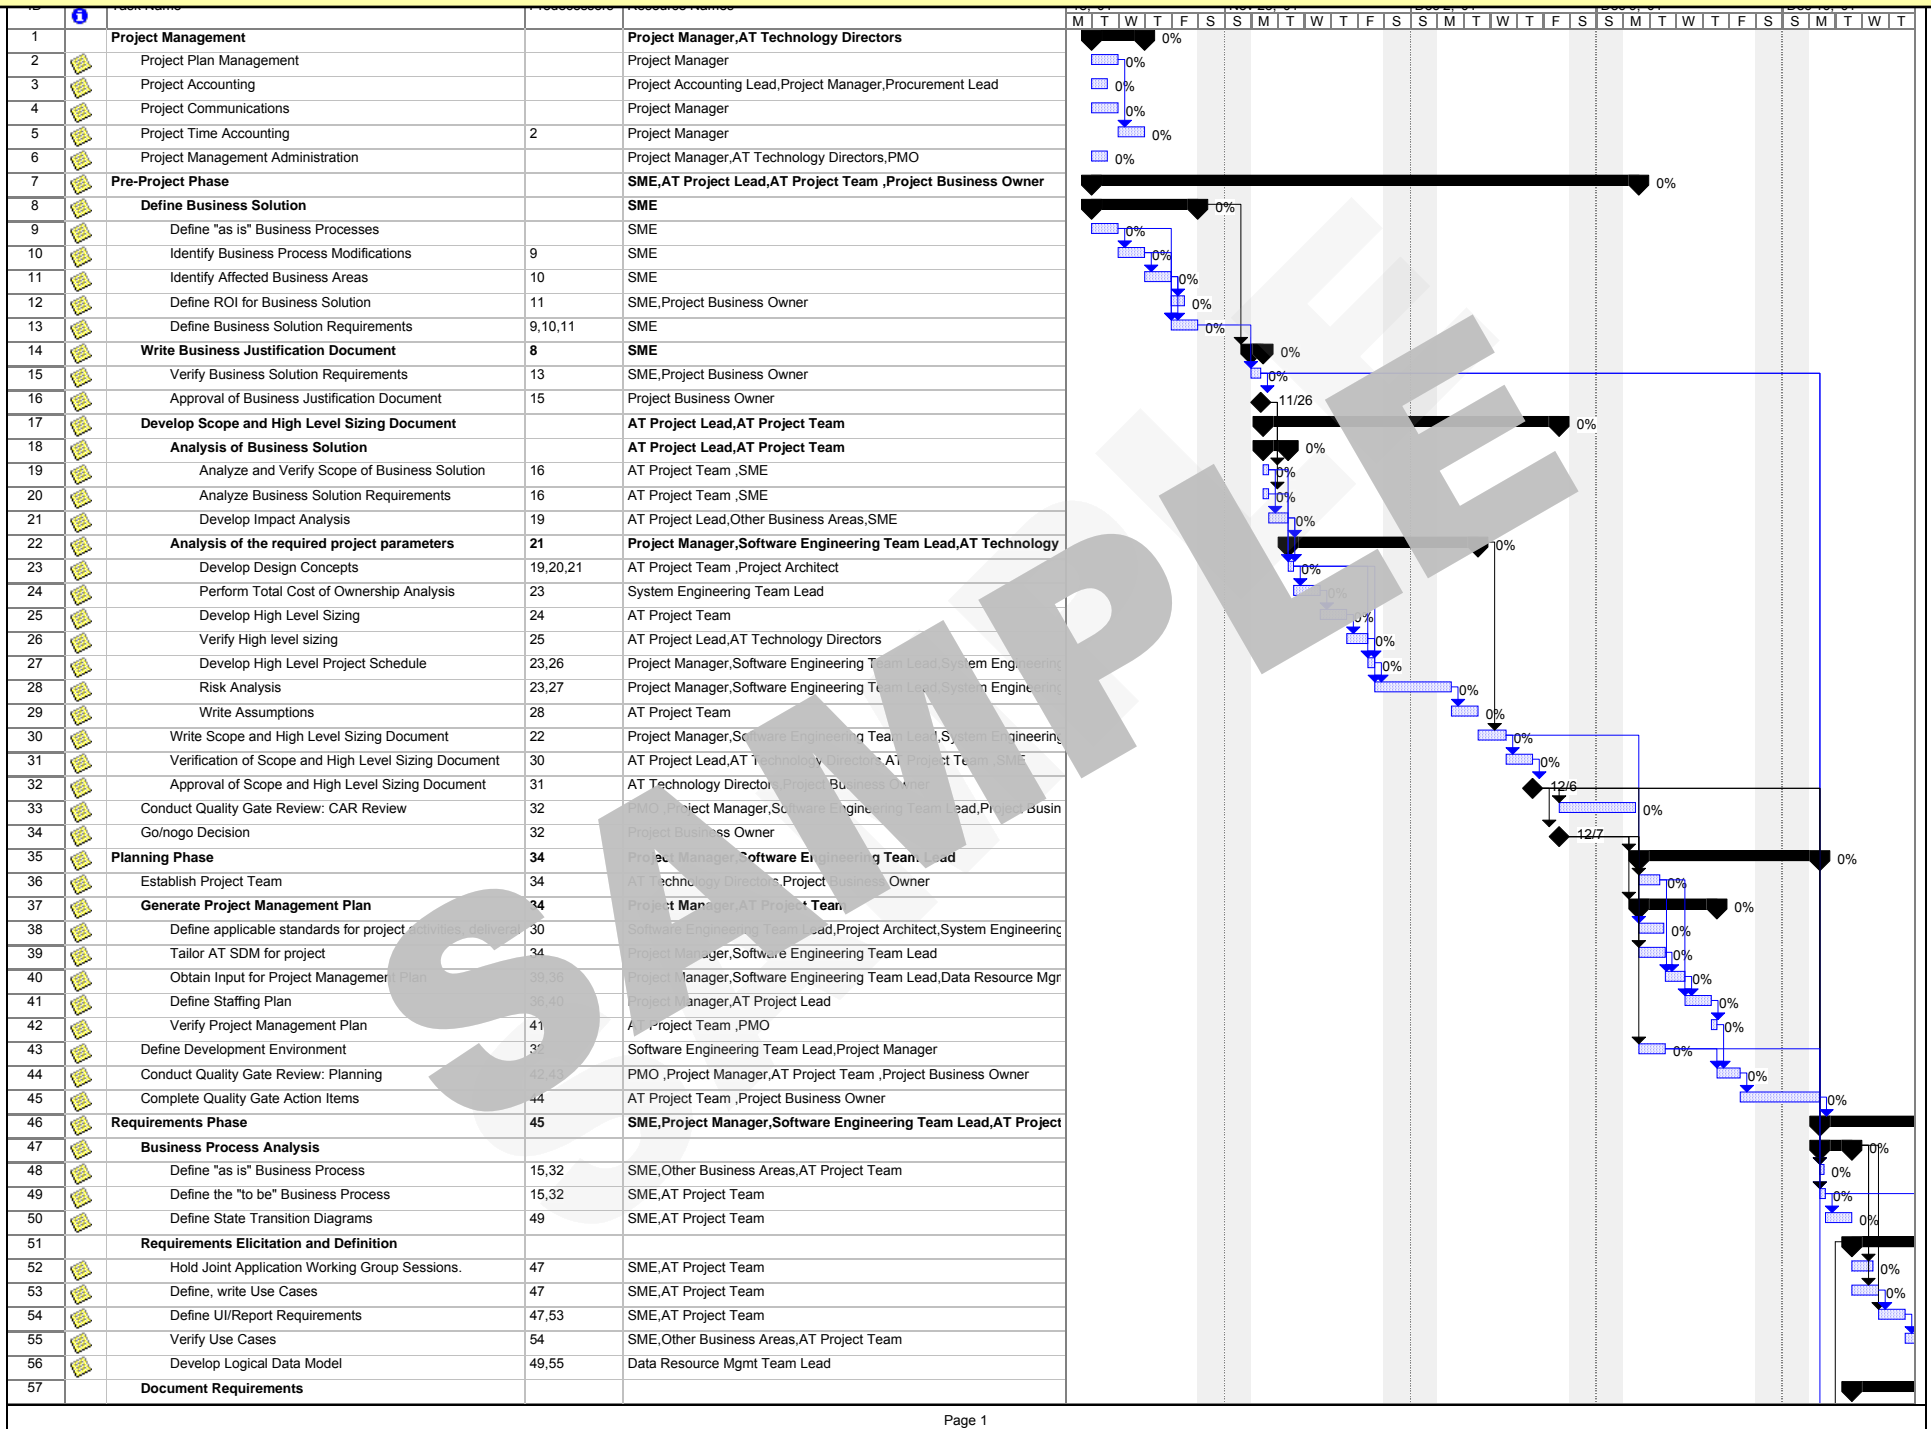 M T W T F S S M T W T F S S M T W T F S S M T W T F S S M T W T
1 Project Management Project Manager,AT Technology Directors 0%
2 Project Plan Management Project Manager 0%
3 Project Accounting Project Accounting Lead,Project Manager,Procurement Lead 0%
4 Project Communications Project Manager 0%
5 Project Time Accounting 2 Project Manager 0%
6 Project Management Administration Project Manager,AT Technology Directors,PMO 0%
7 Pre-Project Phase SME,AT Project Lead,AT Project Team ,Project Business Owner 0%
8 Define Business Solution SME 0%
9 Define "as is" Business Processes SME 0%
10 Identify Business Process Modifications 9 SME 0%
11 Identify Affected Business Areas 10 SME 0%
12 Define ROI for Business Solution 11 SME,Project Business Owner 0%
13 Define Business Solution Requirements 9,10,11 SME 0%
14 Write Business Justification Document 8 SME 0%
15 Verify Business Solution Requirements 13 SME,Project Business Owner 0%
16 Approval of Business Justification Document 15 Project Business Owner 11/26
17 Develop Scope and High Level Sizing Document AT Project Lead,AT Project Team 0%
18 Analysis of Business Solution AT Project Lead,AT Project Team 0%
19 Analyze and Verify Scope of Business Solution 16 AT Project Team ,SME 0%
20 Analyze Business Solution Requirements 16 AT Project Team ,SME 0%
21 Develop Impact Analysis 19 AT Project Lead,Other Business Areas,SME 0%
22 Analysis of the required project parameters 21 Project Manager,Software Engineering Team Lead,AT Technology 0%
23 Develop Design Concepts 19,20,21 AT Project Team ,Project Architect 0%
24 Perform Total Cost of Ownership Analysis 23 System Engineering Team Lead 0%
25 Develop High Level Sizing 24 AT Project Team 0%
26 Verify High level sizing 25 AT Project Lead,AT Technology Directors 0%
27 Develop High Level Project Schedule 23,26 Project Manager,Software Engineering Team Lead,System Engineering 0%
28 Risk Analysis 23,27 Project Manager,Software Engineering Team Lead,System Engineering 0%
29 Write Assumptions 28 AT Project Team 0%
30 Write Scope and High Level Sizing Document 22 Project Manager,Software Engineering Team Lead,System Engineering 0%
31 Verification of Scope and High Level Sizing Document 30 AT Project Lead,AT Technology Directors,AT Project Team ,SME 0%
32 Approval of Scope and High Level Sizing Document 31 AT Technology Directors,Project Business Owner 12/6
33 Conduct Quality Gate Review: CAR Review 32 PMO ,Project Manager,Software Engineering Team Lead,Project Busin 0%
34 Go/nogo Decision 32 Project Business Owner 12/7
35 Planning Phase 34 Project Manager,Software Engineering Team Lead 0%
36 Establish Project Team 34 AT Technology Directors,Project Business Owner 0%
37 Generate Project Management Plan 34 Project Manager,AT Project Team 0%
38 Define applicable standards for project activities, deliveral 30 Software Engineering Team Lead,Project Architect,System Engineering 0%
39 Tailor AT SDM for project 34 Project Manager,Software Engineering Team Lead 0%
40 Obtain Input for Project Management Plan 39,36 Project Manager,Software Engineering Team Lead,Data Resource Mgr 0%
41 Define Staffing Plan 36,40 Project Manager,AT Project Lead 0%
42 Verify Project Management Plan 41 AT Project Team ,PMO 0%
43 Define Development Environment 32 Software Engineering Team Lead,Project Manager 0%
44 Conduct Quality Gate Review: Planning 42,43 PMO ,Project Manager,AT Project Team ,Project Business Owner 0%
45 Complete Quality Gate Action Items 44 AT Project Team ,Project Business Owner 0%
46 Requirements Phase 45 SME,Project Manager,Software Engineering Team Lead,AT Project
47 Business Process Analysis 0%
48 Define "as is" Business Process 15,32 SME,Other Business Areas,AT Project Team 0%
49 Define the "to be" Business Process 15,32 SME,AT Project Team 0%
50 Define State Transition Diagrams 49 SME,AT Project Team 0%
51 Requirements Elicitation and Definition
52 Hold Joint Application Working Group Sessions. 47 SME,AT Project Team 0%
53 Define, write Use Cases 47 SME,AT Project Team 0%
54 Define UI/Report Requirements 47,53 SME,AT Project Team
55 Verify Use Cases 54 SME,Other Business Areas,AT Project Team
56 Develop Logical Data Model 49,55 Data Resource Mgmt Team Lead
57 Document Requirements
SAMPLE
Page 1